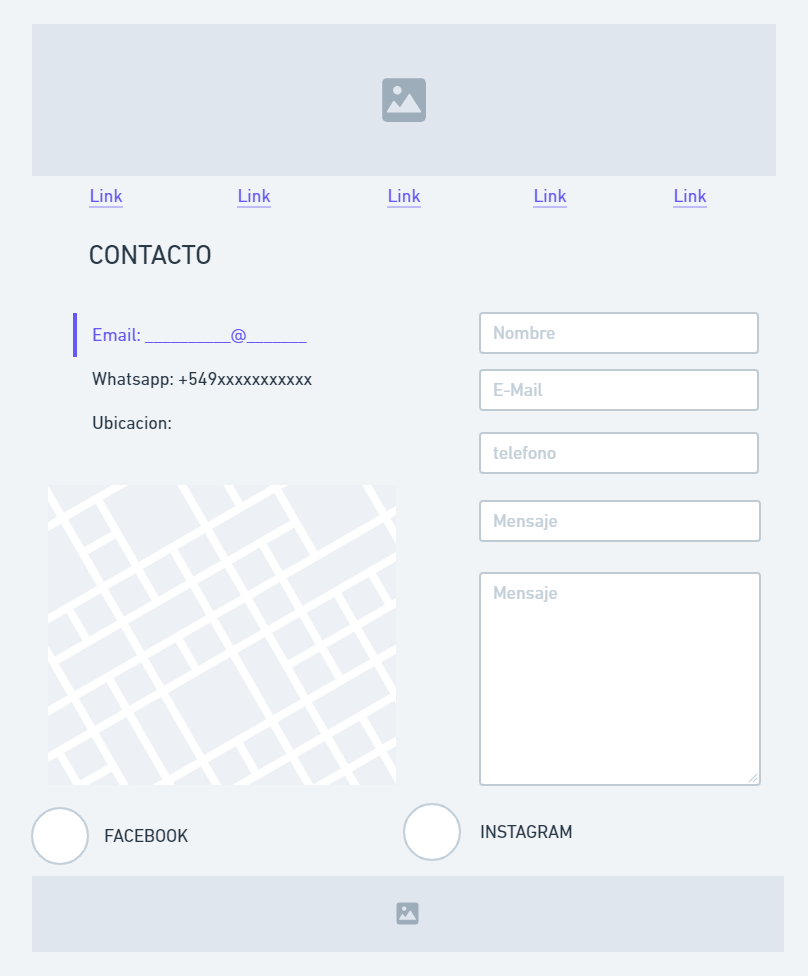 Link Link Link Link Link
CONTACTO
Email: __________@_______
Whatsapp: +549xxxxxxxxxxx
Ubicacion:
Nombre
E-Mail
telefono
Mensaje
Mensaje
FACEBOOK
INSTAGRAM